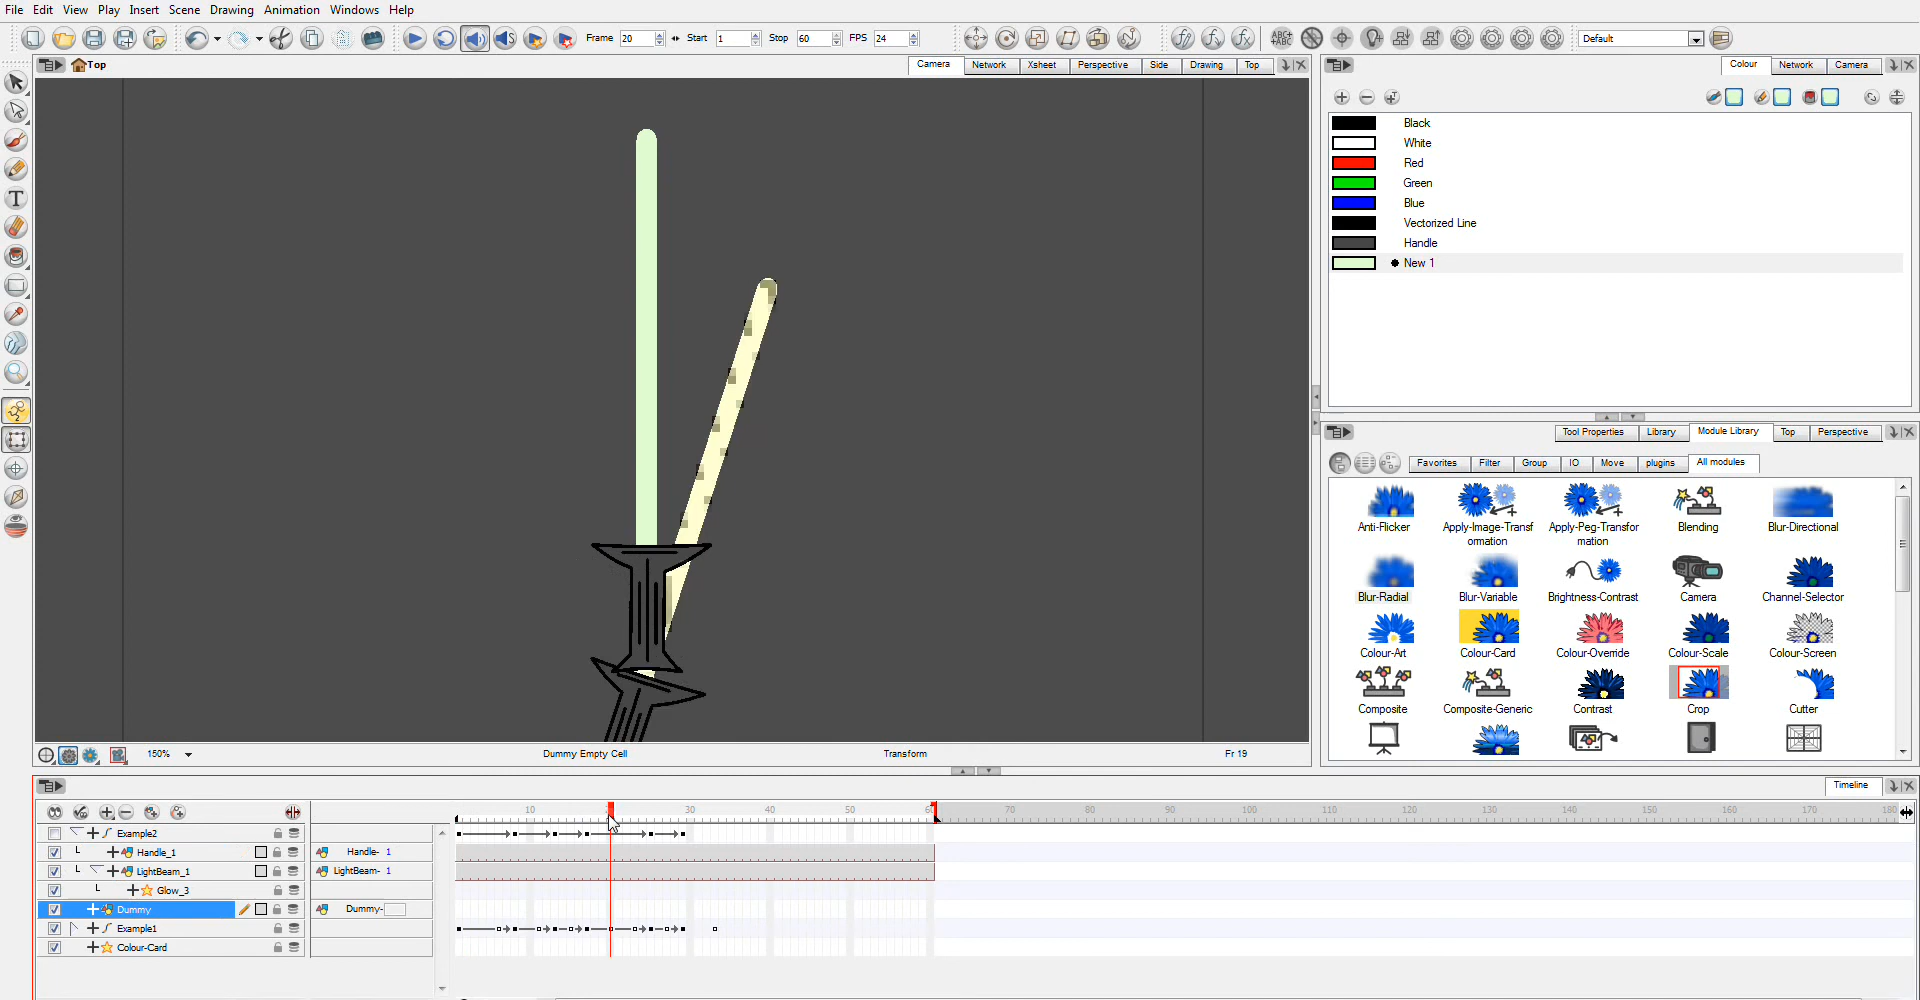 File Edit View Play Insert Scene Drawing Animation Windows Help
Frame 20 Start 1 Stop 60 FPS 24 Default
Top Camera Network Xsheet Perspective Side Drawing Top
Colour Network Camera
Black
White
Red
Green
Blue
Vectorized Line
Handle
New 1
Tool Properties Library Module Library Top Perspective
Favorites Filter Group IO Move plugins All modules
Anti-Flicker Apply-Image-Transf Apply-Peg-Transfor Blending Blur-Directional
ormation mation
Blur-Radial Blur-Variable Brightness-Contrast Camera Channel-Selector
Colour-Art Colour-Card Colour-Override Colour-Scale Colour-Screen
Composite Composite-Generic Contrast Crop Cutter
150% Dummy Empty Cell Transform Fr 19
Timeline
10 30 40 50 70 80 90 100 110 120 130 140 150 160 170 180
Example2
Handle_1 Handle- 1
LightBeam_1 LightBeam- 1
Glow_3
Dummy Dummy-
Example1
Colour-Card